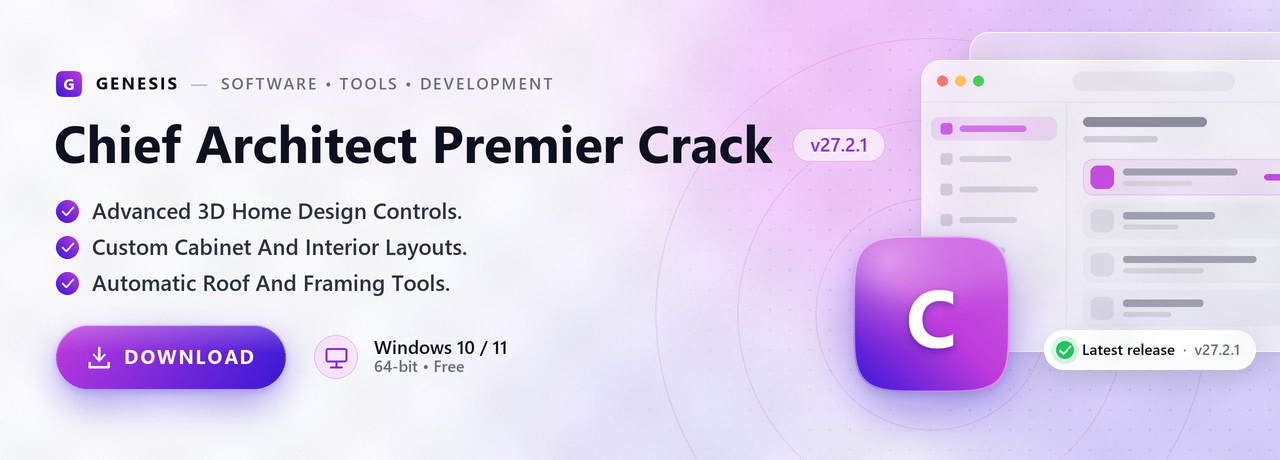 G GENESIS — SOFTWARE • TOOLS • DEVELOPMENT
Chief Architect Premier Crack v27.2.1
Advanced 3D Home Design Controls.
Custom Cabinet And Interior Layouts.
Automatic Roof And Framing Tools.
DOWNLOAD
Windows 10 / 11
64-bit • Free
C
Latest release · v27.2.1